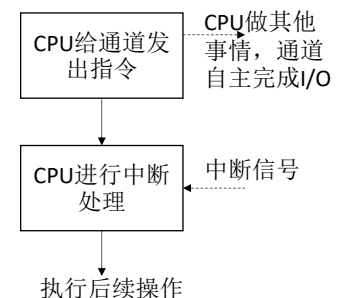 CPU给通道发
出指令
CPU做其他
事情，通道
自主完成I/O
CPU进行中断
处理
中断信号
执行后续操作